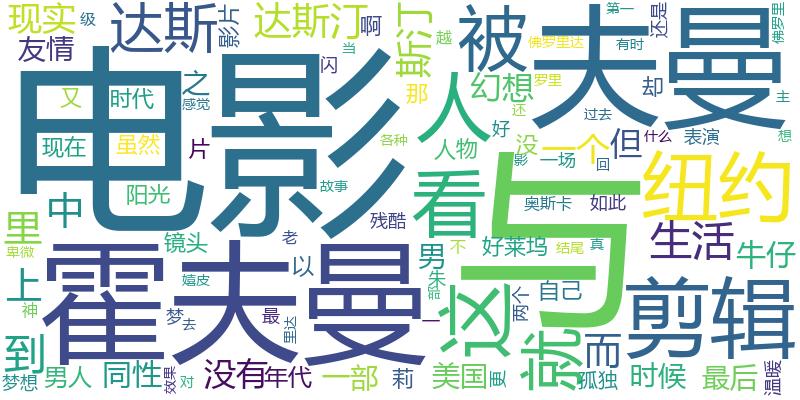 现实
级
达斯
影片
达斯汀
啊
斯汀
越
被
夫曼
第一
还是
佛罗里
友情
之
闪
当
佛罗里达
有时
电影
又
时代
感觉
那
人
幻想
罗里
却
主
现在
虽然
片
各种
还
好
没
一个
但
过去
什么
表演
想
人物
影
一场
回
与
纽约
阳光
故事
中
残酷
看
奥斯卡
如此
里
卑微
镜头
老
男
不
好莱坞
结尾
真
生活
牛仔
霍夫曼
以
嬉皮
上
神
梦
去
最
里达
一
朱
这
两个
自己
剪辑
到
就
而
梦想
男人
同性
效果
对
没有
年代
一部
莉
美国
更
孤独
时候
最后
温暖